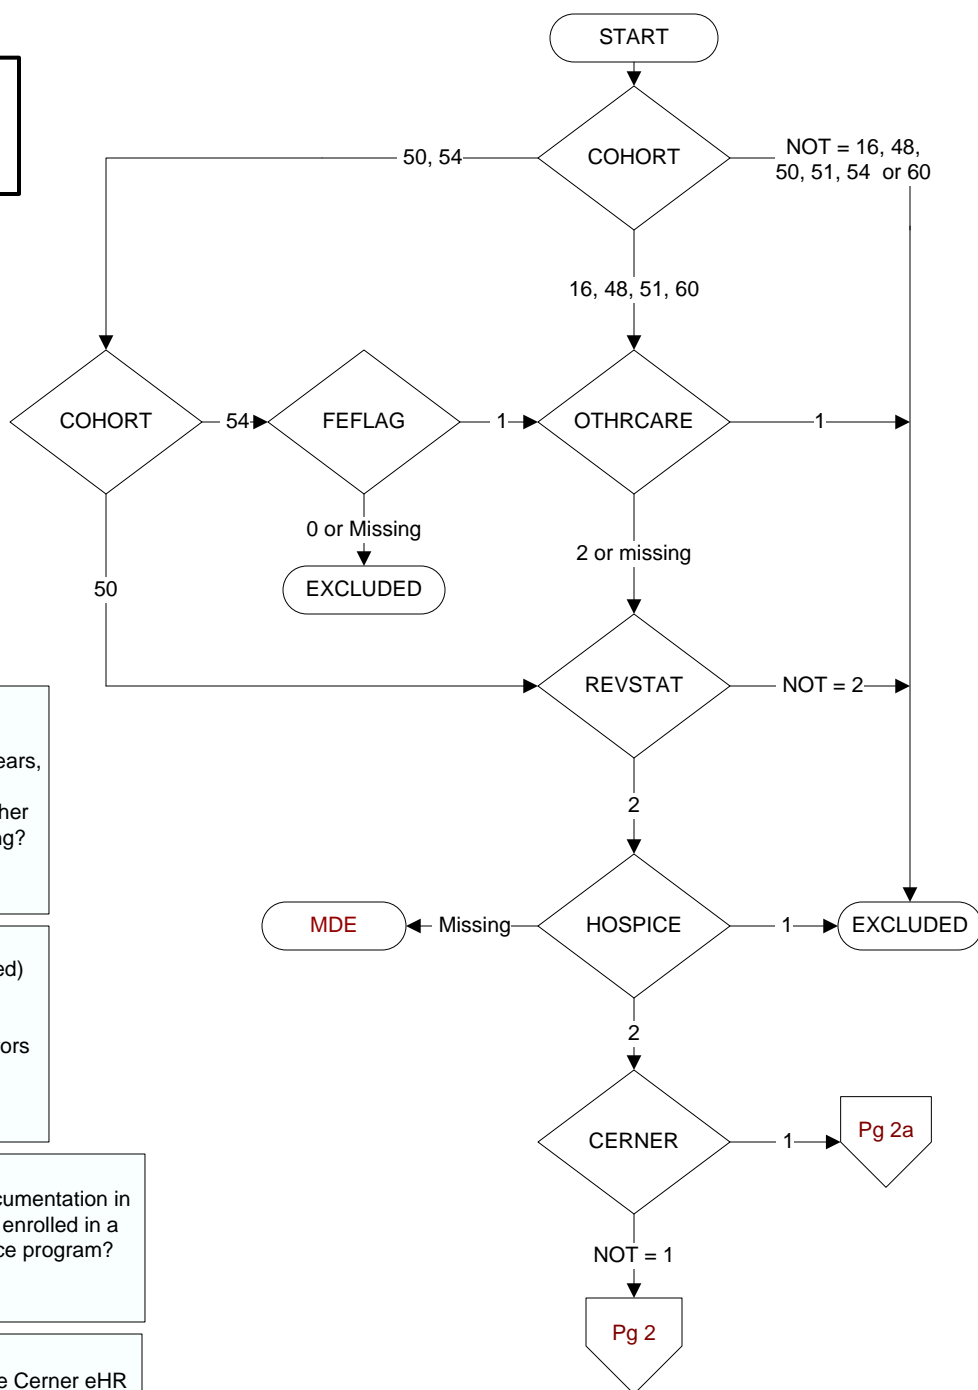 START
COHORT
50, 54
NOT = 16, 48,
50, 51, 54 or 60
16, 48, 51, 60
COHORT
54
FEFLAG
1
OTHRCARE
1
0 or Missing
EXCLUDED
2 or missing
50
REVSTAT
NOT = 2
2
MDE
Missing
HOSPICE
1
EXCLUDED
2
CERNER
1
Pg 2a
NOT = 1
Pg 2
ears,
her
ng?
ed)
ors
cumentation in
enrolled in a
ce program?
e Cerner eHR